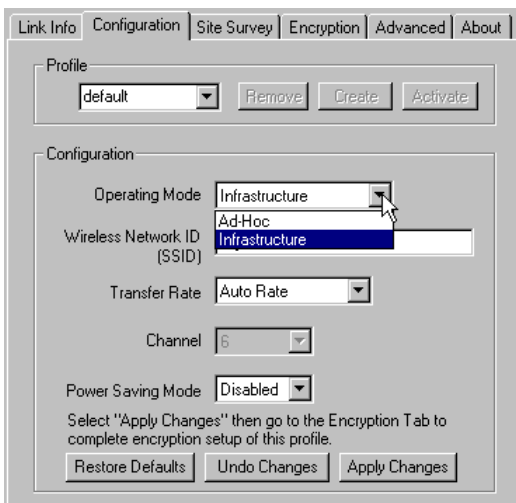 Link Info Configuration Site Survey Encryption Advanced About
Profile
default Remove Create Activate
Configuration
Operating Mode Infrastructure
Ad-Hoc
Infrastructure
Wireless Network ID
(SSID)
Transfer Rate Auto Rate
Channel 6
Power Saving Mode Disabled
Select "Apply Changes" then go to the Encryption Tab to
complete encryption setup of this profile.
Restore Defaults Undo Changes Apply Changes